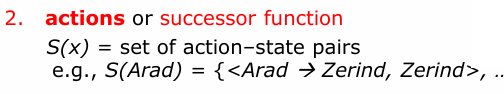 2. actions or successor function
S(x) = set of action–state pairs
e.g., S(Arad) = {<Arad → Zerind, Zerind>, ..